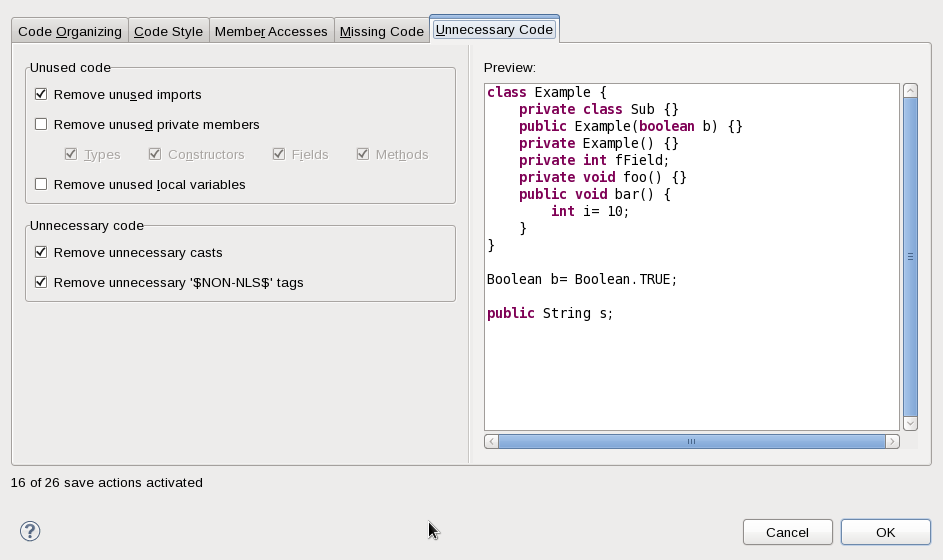 Code Organizing Code Style Member Accesses Missing Code Unnecessary Code
Unused code
Remove unused imports
Remove unused private members
Types Constructors Fields Methods
Remove unused local variables
Unnecessary code
Remove unnecessary casts
Remove unnecessary '$NON-NLS$' tags
Preview:
class Example {
    private class Sub {}
    public Example(boolean b) {}
    private Example() {}
    private int fField;
    private void foo() {}
    public void bar() {
        int i= 10;
    }
}
Boolean b= Boolean.TRUE;
public String s;
16 of 26 save actions activated
?
Cancel OK